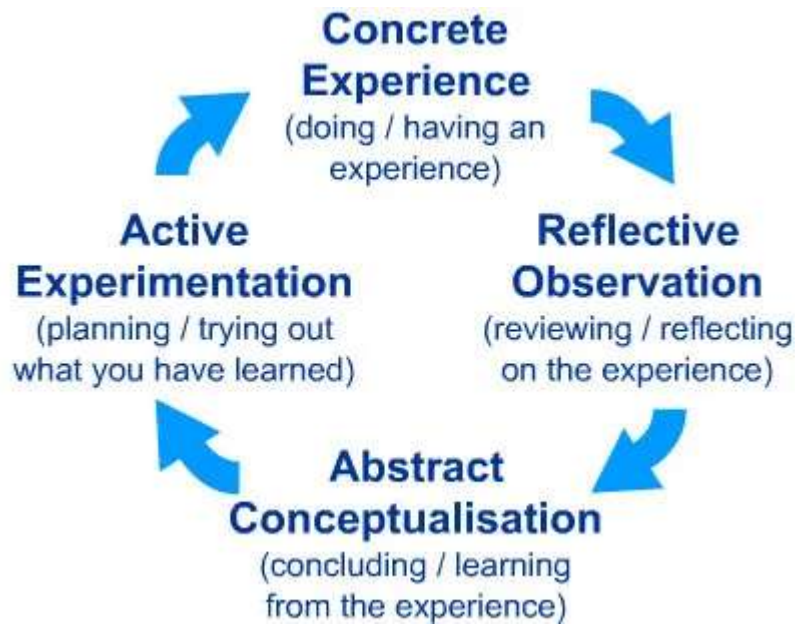 Concrete
Experience
(doing / having an
experience)
Reflective
Observation
(reviewing / reflecting
on the experience)
Abstract
Conceptualisation
(concluding / learning
from the experience)
Active
Experimentation
(planning / trying out
what you have learned)